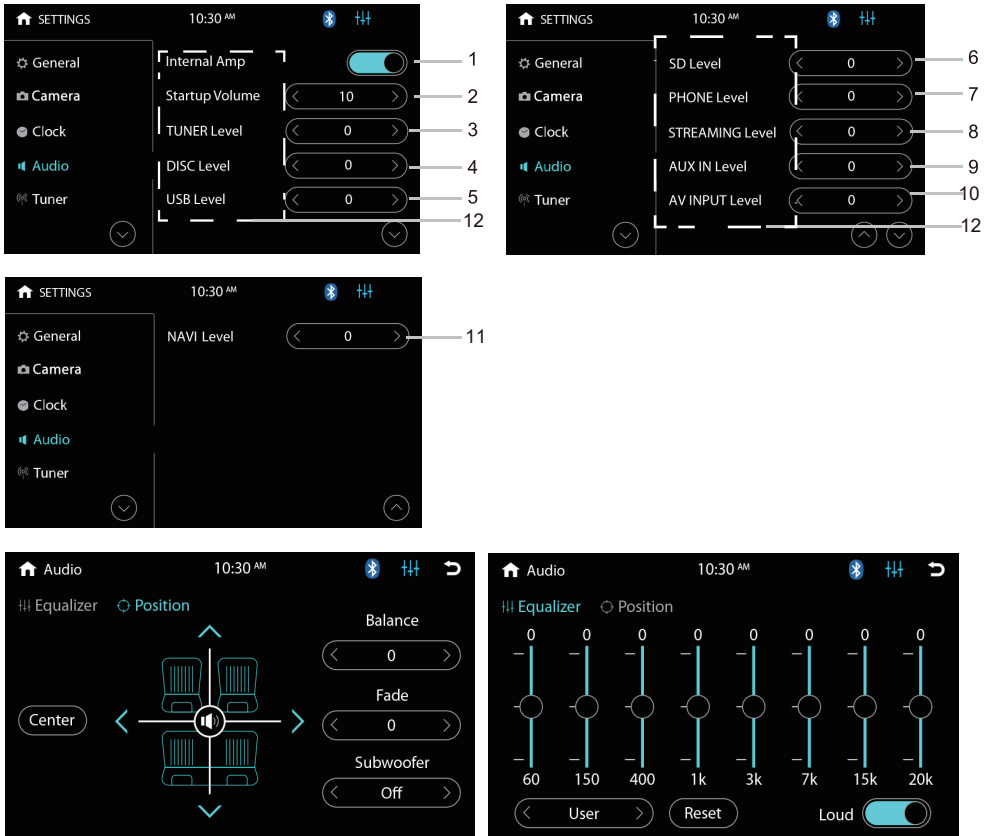 SETTINGS 10:30 AM
General
Camera
Clock
Audio
Tuner
Internal Amp 1
Startup Volume 10 2
TUNER Level 0 3
DISC Level 0 4
USB Level 0 5
12
SETTINGS 10:30 AM
General
Camera
Clock
Audio
Tuner
SD Level 0 6
PHONE Level 0 7
STREAMING Level 0 8
AUX IN Level 0 9
AV INPUT Level 0 10
12
SETTINGS 10:30 AM
General
Camera
Clock
Audio
Tuner
NAVI Level 0 11
Audio 10:30 AM
Equalizer Position
Center
Balance
0
Fade
0
Subwoofer
Off
Audio 10:30 AM
Equalizer Position
0 0 0 0 0 0 0 0
60 150 400 1k 3k 7k 15k 20k
User Reset Loud